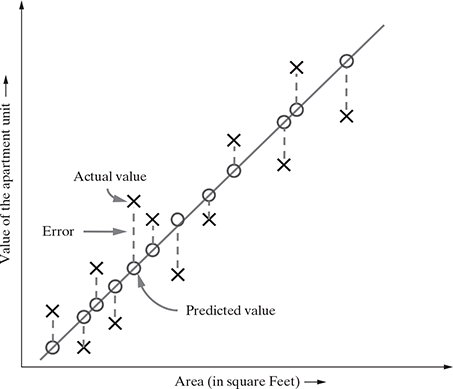 Value of the apartment unit
Actual value
Error
Predicted value
Area (in square Feet)